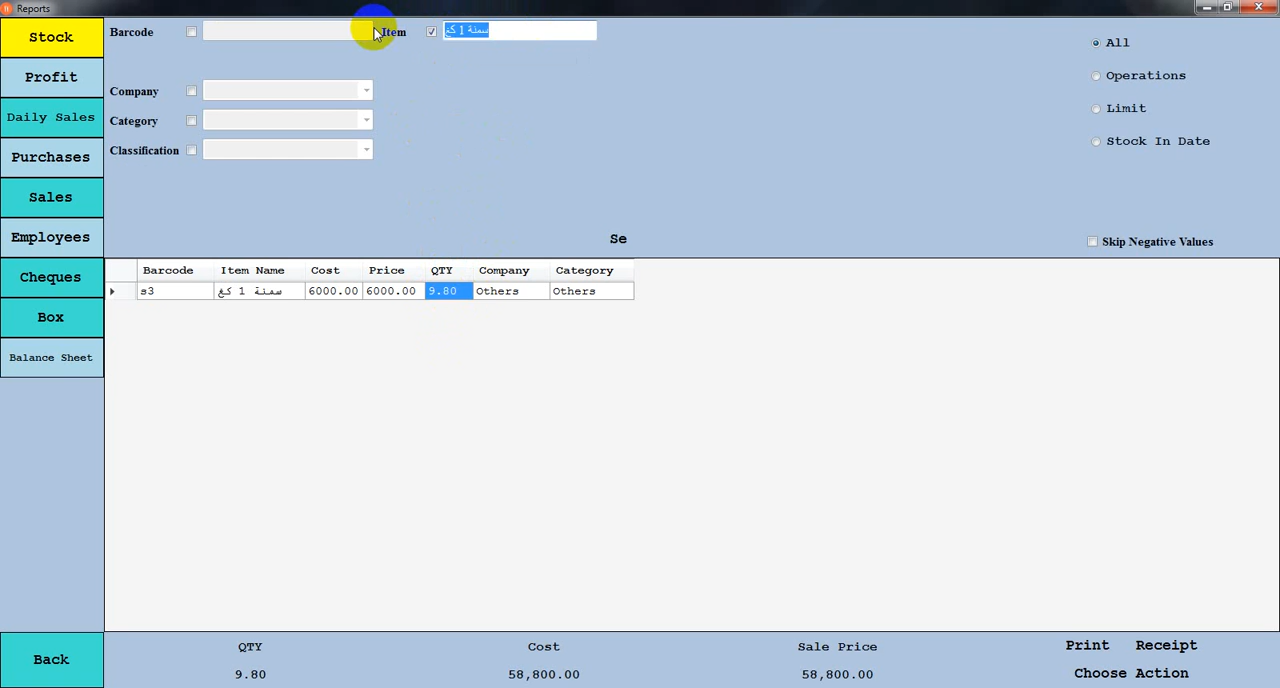 Reports
Stock
Profit
Daily Sales
Purchases
Sales
Employees
Cheques
Box
Balance Sheet
Back
Barcode
Item سمنة 1 كغ
Company
Category
Classification
All
Operations
Limit
Stock In Date
Se
Skip Negative Values
Barcode Item Name Cost Price QTY Company Category
s3 سمنة 1 كغ 6000.00 6000.00 9.80 Others Others
QTY Cost Sale Price
9.80 58,800.00 58,800.00
Print Receipt
Choose Action